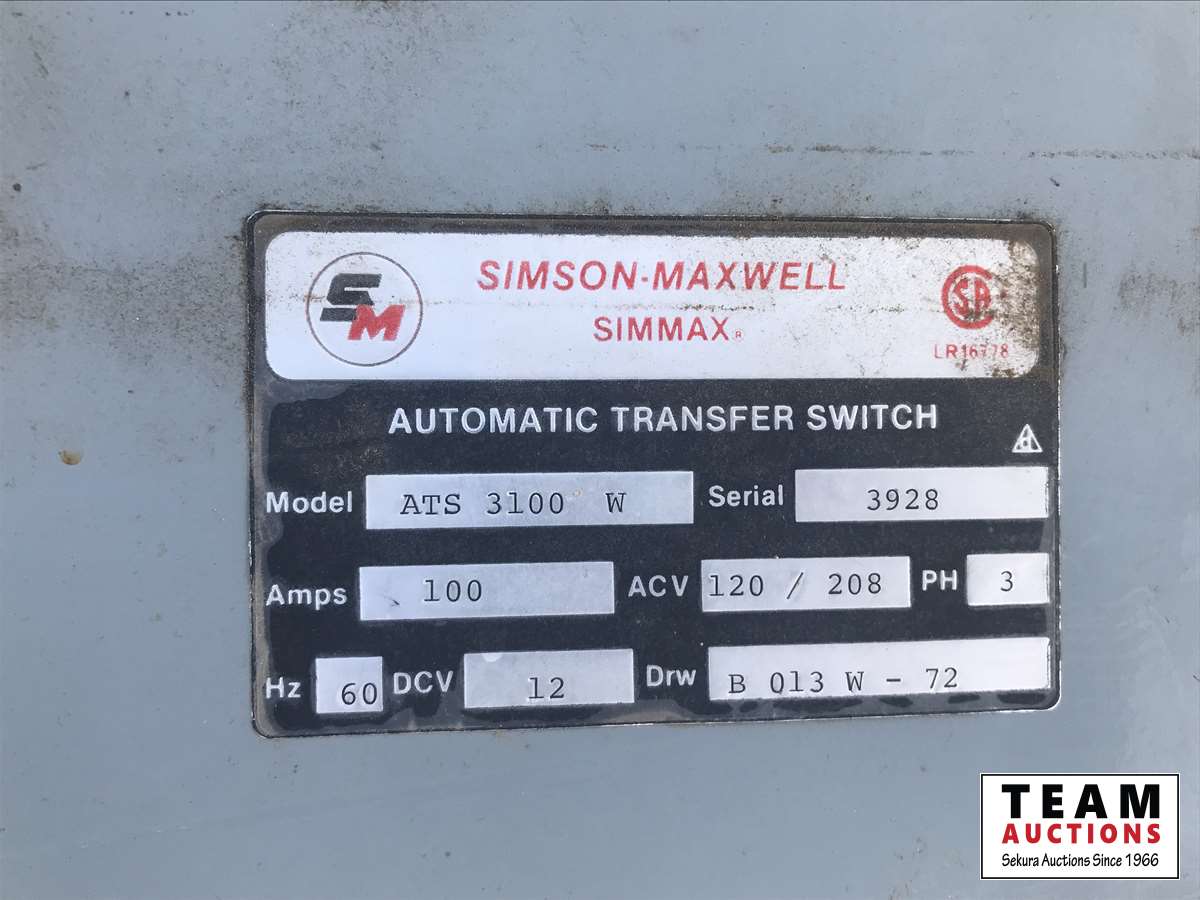 SM
SIMSON-MAXWELL
SIMMAX®
SA
LR16778
AUTOMATIC TRANSFER SWITCH
Model ATS 3100 W Serial 3928
Amps 100 ACV 120 / 208 PH 3
Hz 60 DCV 12 Drw B 013 W - 72
TEAM
AUCTIONS
Sekura Auctions Since 1966